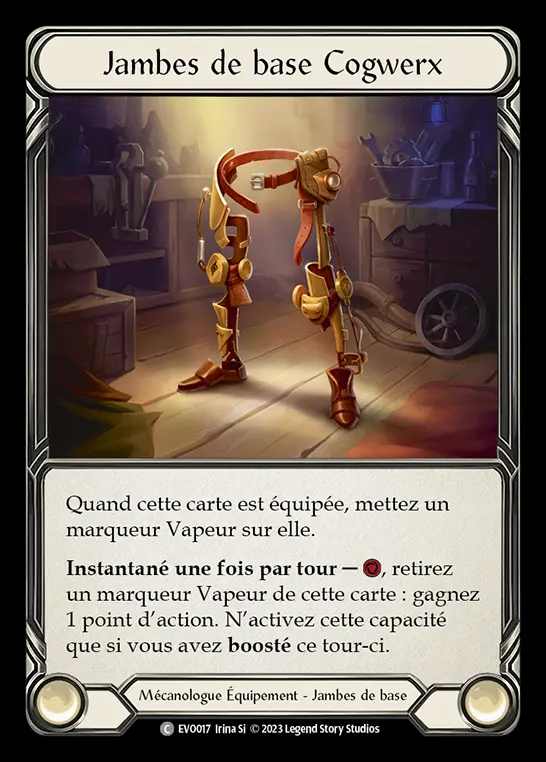 Jambes de base Cogwerx
Quand cette carte est équipée, mettez un
marqueur Vapeur sur elle.
Instantané une fois par tour — , retirez
un marqueur Vapeur de cette carte : gagnez
1 point d’action. N’activez cette capacité
que si vous avez boosté ce tour-ci.
Mécanologue Équipement - Jambes de base
C EVO017 Irina Si © 2023 Legend Story Studios